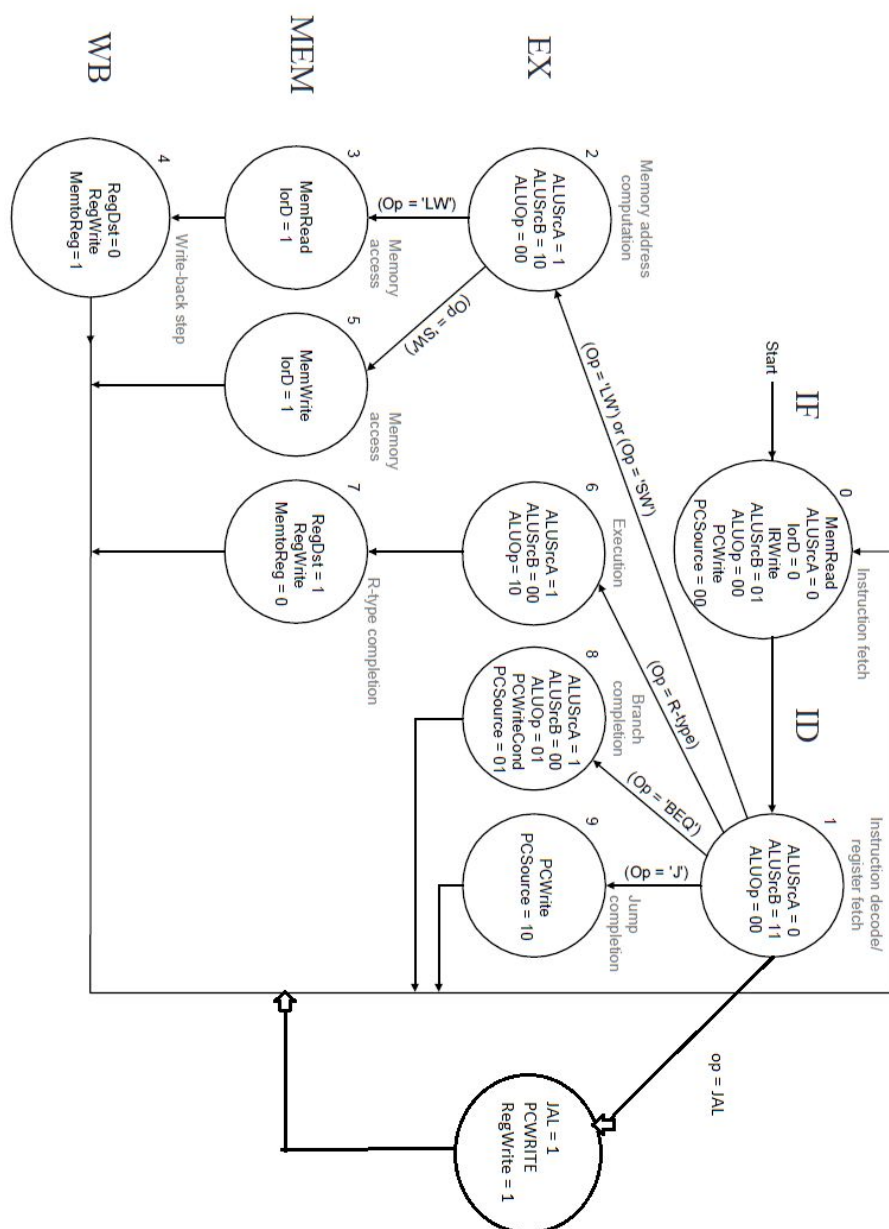 IF
Start
0
Instruction fetch
MemRead
ALUSrcA = 0
IorD = 0
IRWrite
ALUSrcB = 01
ALUOp = 00
PCWrite
PCSource = 00
ID
1
Instruction decode/
register fetch
ALUSrcA = 0
ALUSrcB = 11
ALUOp = 00
(Op = 'LW') or (Op = 'SW')
(Op = R-type)
(Op = 'BEQ')
(Op = 'J')
op = JAL
EX
2
Memory address
computation
ALUSrcA = 1
ALUSrcB = 10
ALUOp = 00
6
Execution
ALUSrcA = 1
ALUSrcB = 00
ALUOp = 10
8
Branch
completion
ALUSrcA = 1
ALUSrcB = 00
ALUOp = 01
PCWriteCond
PCSource = 01
9
Jump
completion
PCWrite
PCSource = 10
JAL = 1
PCWRITE
RegWrite = 1
(Op = 'LW')
(Op = 'SW')
MEM
3
Memory
access
MemRead
IorD = 1
5
Memory
access
MemWrite
IorD = 1
7
R-type completion
RegDst = 1
RegWrite
MemtoReg = 0
WB
4
Write-back step
RegDst = 0
RegWrite
MemtoReg = 1